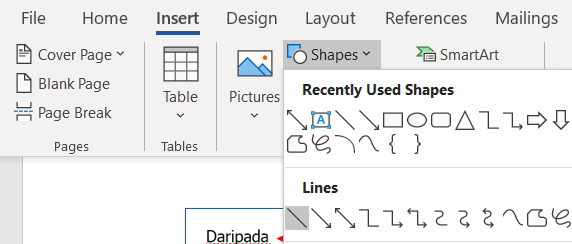 File Home Insert Design Layout References Mailings
Cover Page Shapes SmartArt
Blank Page
Page Break Table Pictures
Pages Tables
Recently Used Shapes
A
Lines
Daripada